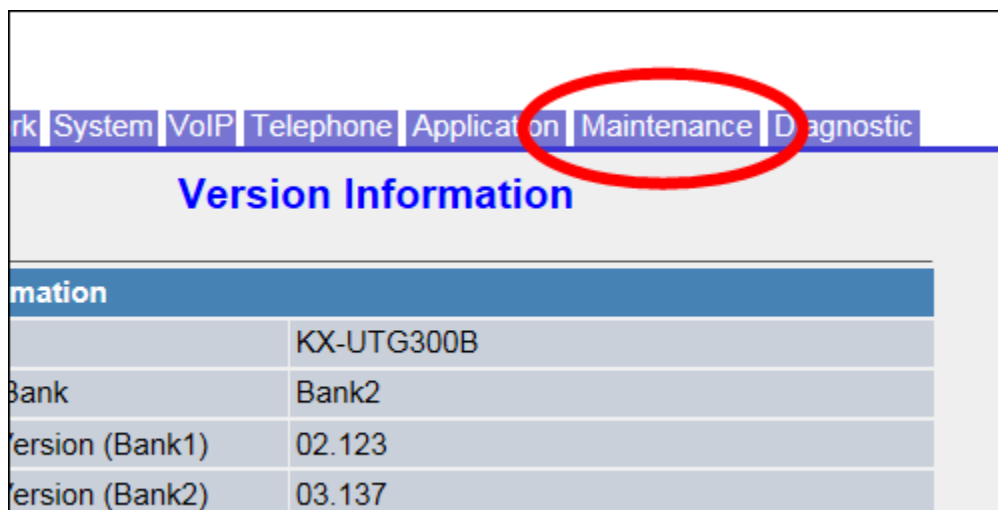 rk System VoIP Telephone Application Maintenance Diagnostic
Version Information
mation
KX-UTG300B
Bank Bank2
Version (Bank1) 02.123
Version (Bank2) 03.137